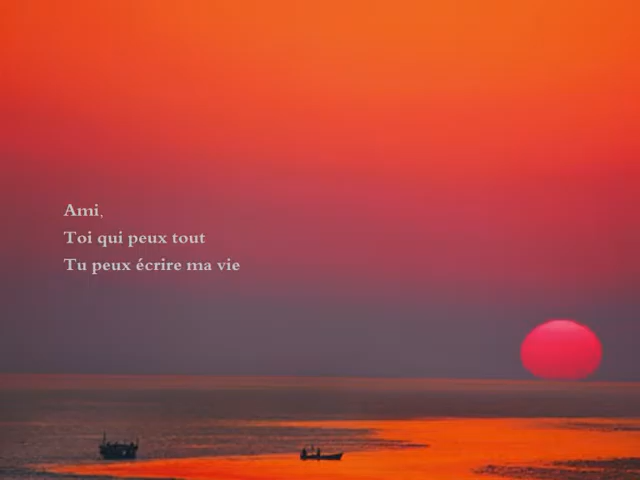 Ami,
Toi qui peux tout
Tu peux écrire ma vie